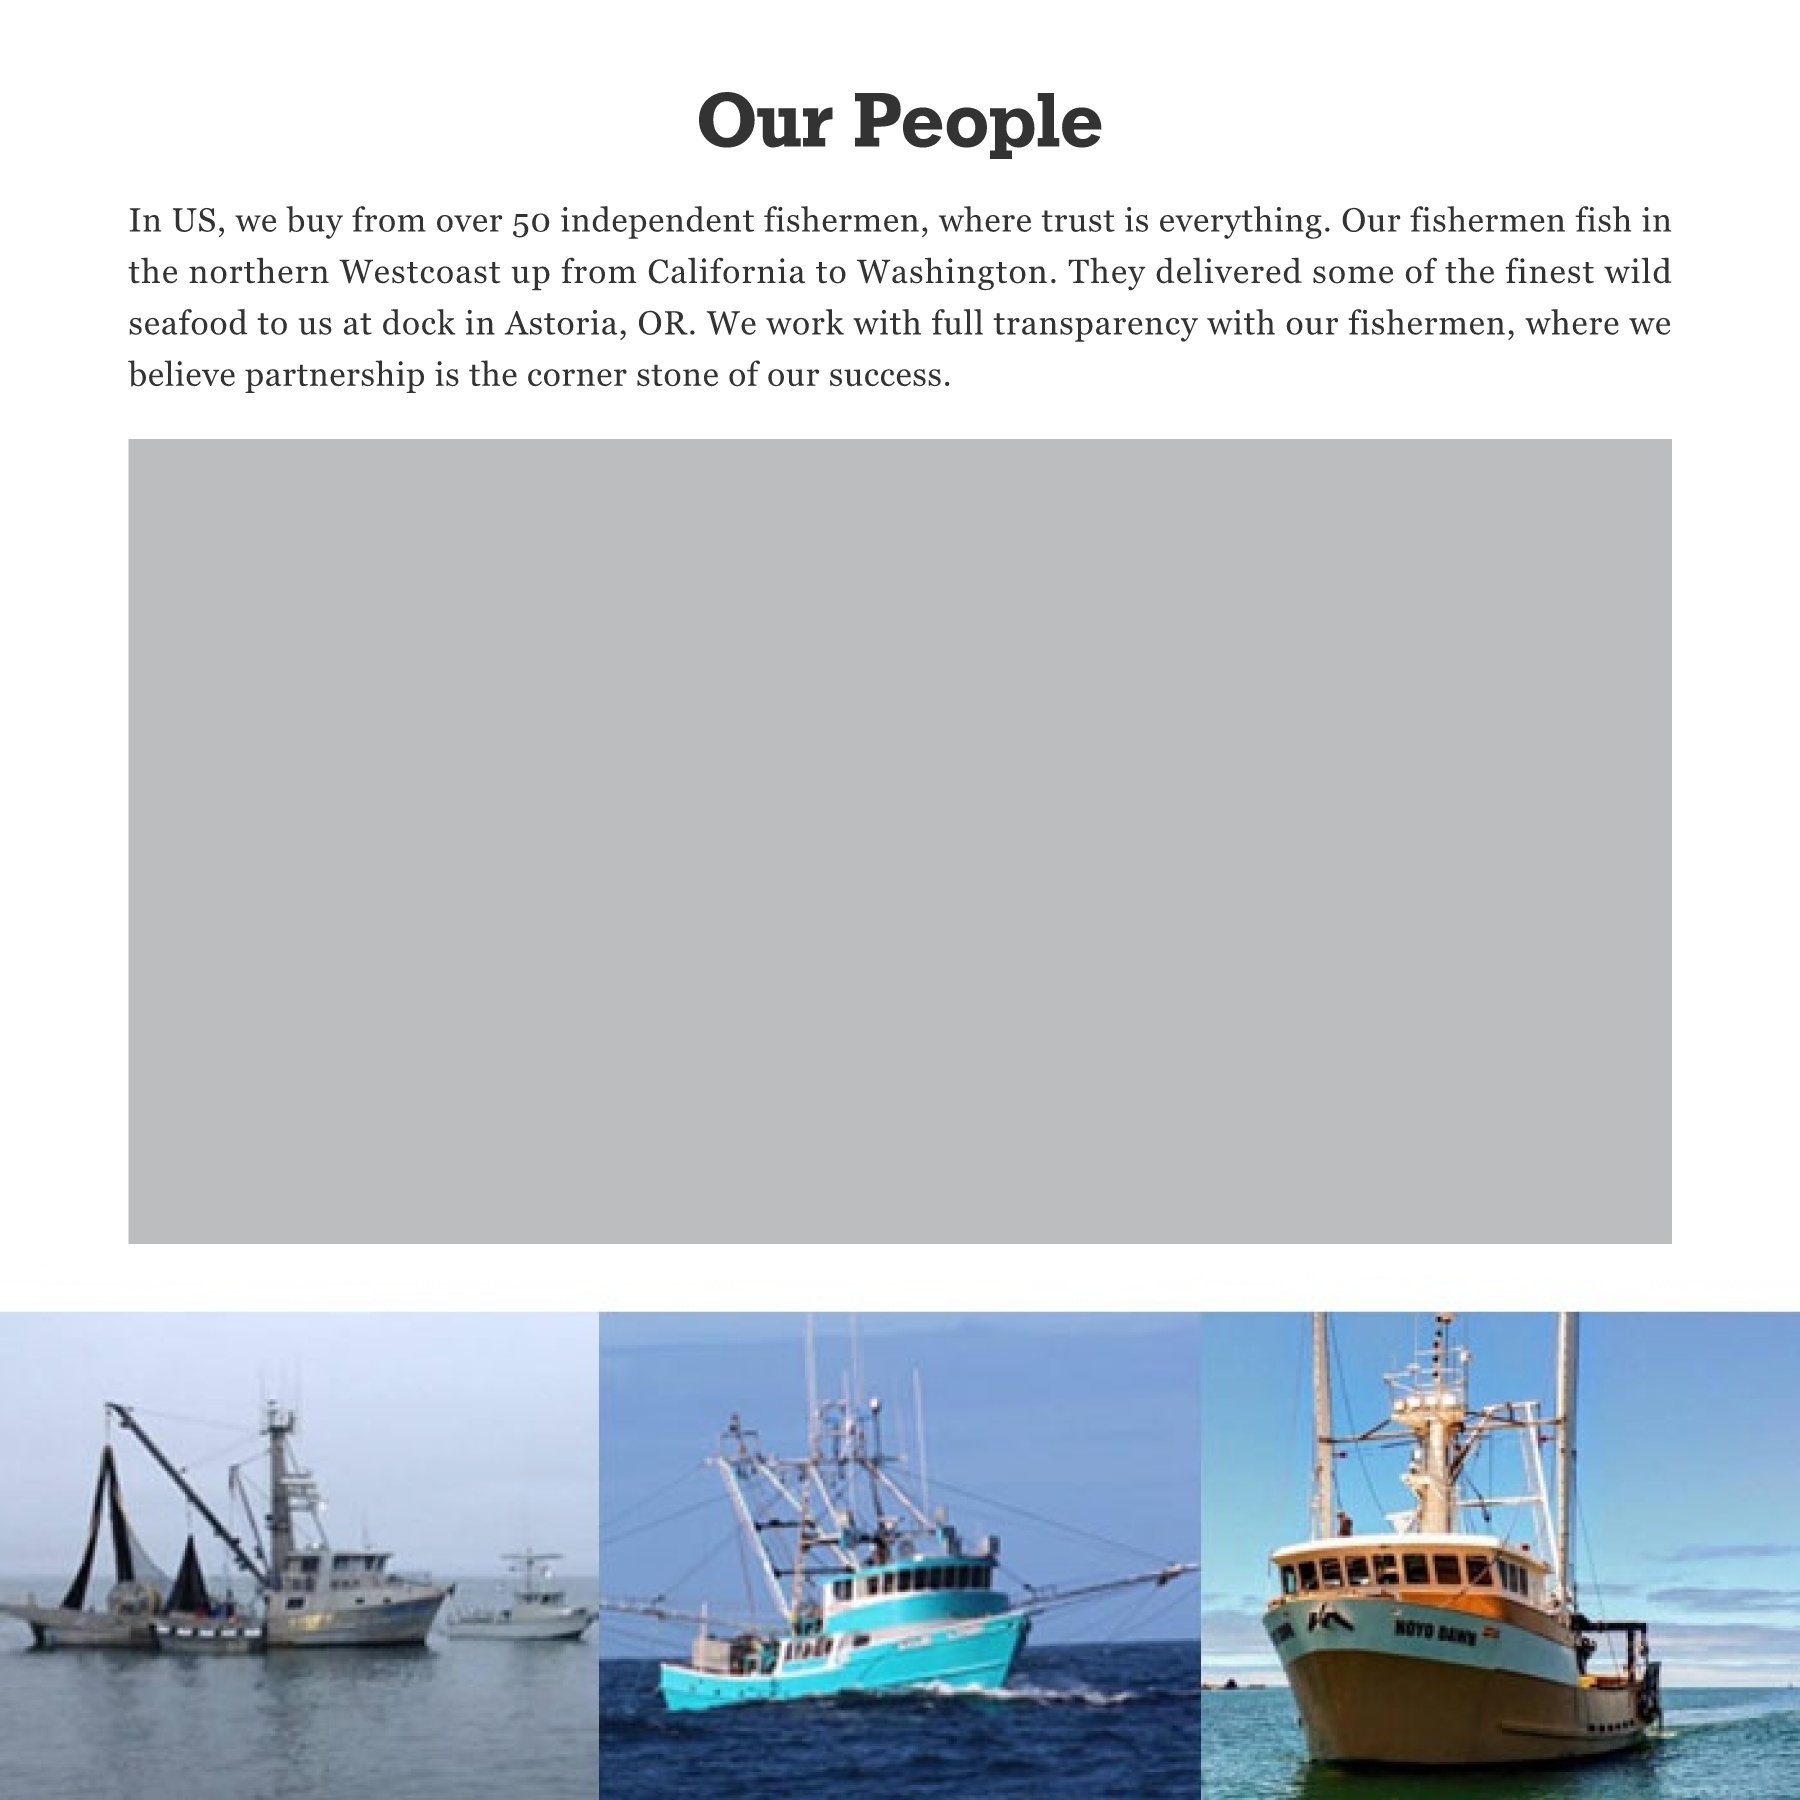 Our People
In US, we buy from over 50 independent fishermen, where trust is everything. Our fishermen fish in
the northern Westcoast up from California to Washington. They delivered some of the finest wild
seafood to us at dock in Astoria, OR. We work with full transparency with our fishermen, where we
believe partnership is the corner stone of our success.
NOYO DAWN